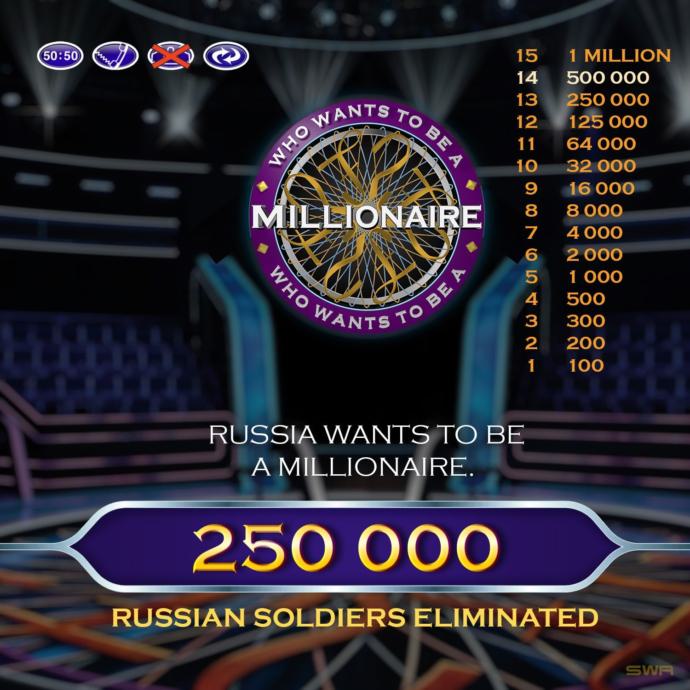 50:50
15 1 MILLION
14 500 000
13 250 000
12 125 000
11 64 000
10 32 000
9 16 000
8 8 000
7 4 000
6 2 000
5 1 000
4 500
3 300
2 200
1 100
WHO WANTS TO BE A
MILLIONAIRE
WHO WANTS TO BE A
RUSSIA WANTS TO BE
A MILLIONAIRE.
250 000
RUSSIAN SOLDIERS ELIMINATED
SWA